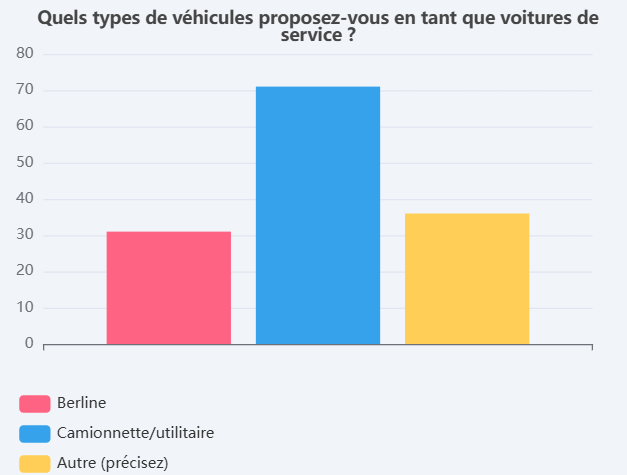 Quels types de véhicules proposez-vous en tant que voitures de
service ?
80
70
60
50
40
30
20
10
0
Berline
Camionnette/utilitaire
Autre (précisez)